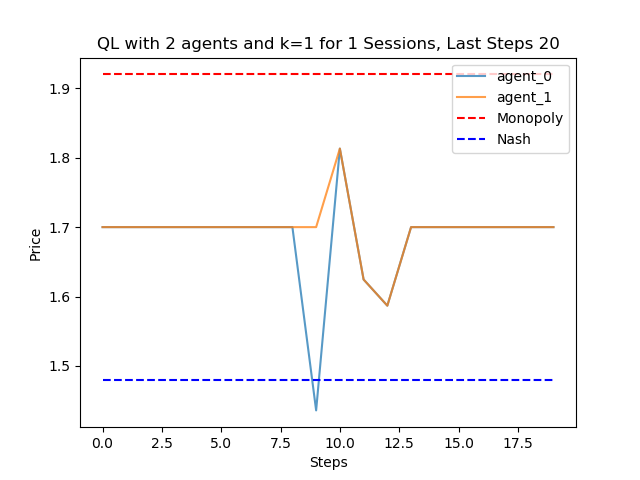 QL with 2 agents and k=1 for 1 Sessions, Last Steps 20
agent_0
agent_1
Monopoly
Nash
1.9
1.8
1.7
1.6
1.5
Price
0.0 2.5 5.0 7.5 10.0 12.5 15.0 17.5
Steps